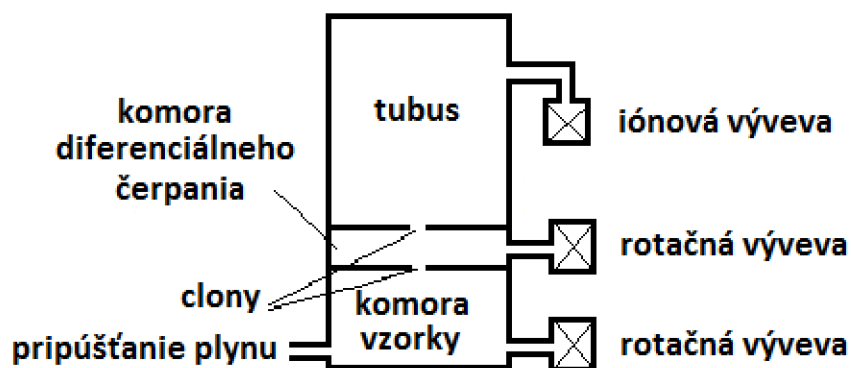 tubus
komora
diferenciálneho
čerpania
iónová výveva
rotačná výveva
clony
komora
vzorky
pripúšťanie plynu
rotačná výveva